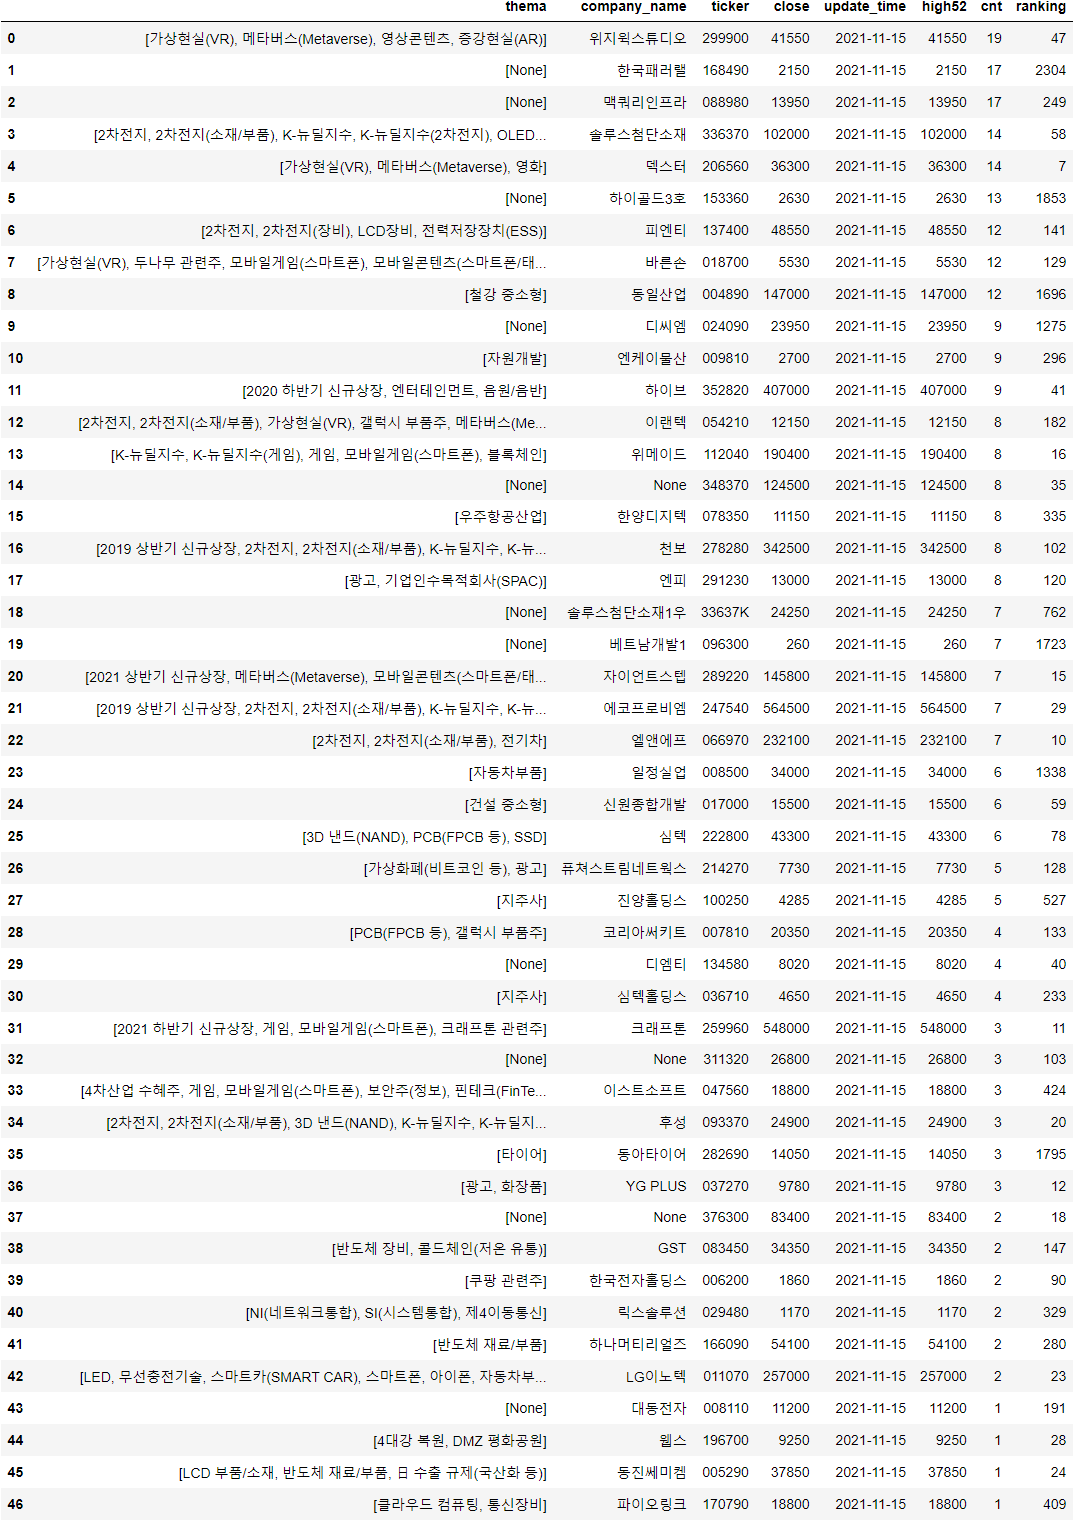 thema company_name ticker close update_time high52 cnt ranking
0 [가상현실(VR), 메타버스(Metaverse), 영상콘텐츠, 증강현실(AR)] 위지윅스튜디오 299900 41550 2021-11-15 41550 19 47
1 [None] 한국패러랠 168490 2150 2021-11-15 2150 17 2304
2 [None] 맥쿼리인프라 088980 13950 2021-11-15 13950 17 249
3 [2차전지, 2차전지(소재/부품), K-뉴딜지수, K-뉴딜지수(2차전지), OLED... 솔루스첨단소재 336370 102000 2021-11-15 102000 14 58
4 [가상현실(VR), 메타버스(Metaverse), 영화] 덱스터 206560 36300 2021-11-15 36300 14 7
5 [None] 하이골드3호 153360 2630 2021-11-15 2630 13 1853
6 [2차전지, 2차전지(장비), LCD장비, 전력저장장치(ESS)] 피엔티 137400 48550 2021-11-15 48550 12 141
7 [가상현실(VR), 두나무 관련주, 모바일게임(스마트폰), 모바일콘텐츠(스마트폰/태... 바른손 018700 5530 2021-11-15 5530 12 129
8 [철강 중소형] 동일산업 004890 147000 2021-11-15 147000 12 1696
9 [None] 디씨엠 024090 23950 2021-11-15 23950 9 1275
10 [자원개발] 엔케이물산 009810 2700 2021-11-15 2700 9 296
11 [2020 하반기 신규상장, 엔터테인먼트, 음원/음반] 하이브 352820 407000 2021-11-15 407000 9 41
12 [2차전지, 2차전지(소재/부품), 가상현실(VR), 갤럭시 부품주, 메타버스(Me... 이랜텍 054210 12150 2021-11-15 12150 8 182
13 [K-뉴딜지수, K-뉴딜지수(게임), 게임, 모바일게임(스마트폰), 블록체인] 위메이드 112040 190400 2021-11-15 190400 8 16
14 [None] None 348370 124500 2021-11-15 124500 8 35
15 [우주항공산업] 한양디지텍 078350 11150 2021-11-15 11150 8 335
16 [2019 상반기 신규상장, 2차전지, 2차전지(소재/부품), K-뉴딜지수, K-뉴... 천보 278280 342500 2021-11-15 342500 8 102
17 [광고, 기업인수목적회사(SPAC)] 엔피 291230 13000 2021-11-15 13000 8 120
18 [None] 솔루스첨단소재1우 33637K 24250 2021-11-15 24250 7 762
19 [None] 베트남개발1 096300 260 2021-11-15 260 7 1723
20 [2021 상반기 신규상장, 메타버스(Metaverse), 모바일콘텐츠(스마트폰/태... 자이언트스텝 289220 145800 2021-11-15 145800 7 15
21 [2019 상반기 신규상장, 2차전지, 2차전지(소재/부품), K-뉴딜지수, K-뉴... 에코프로비엠 247540 564500 2021-11-15 564500 7 29
22 [2차전지, 2차전지(소재/부품), 전기차] 엘앤에프 066970 232100 2021-11-15 232100 7 10
23 [자동차부품] 일정실업 008500 34000 2021-11-15 34000 6 1338
24 [건설 중소형] 신원종합개발 017000 15500 2021-11-15 15500 6 59
25 [3D 낸드(NAND), PCB(FPCB 등), SSD] 심텍 222800 43300 2021-11-15 43300 6 78
26 [가상화폐(비트코인 등), 광고] 퓨쳐스트림네트웍스 214270 7730 2021-11-15 7730 5 128
27 [지주사] 진양홀딩스 100250 4285 2021-11-15 4285 5 527
28 [PCB(FPCB 등), 갤럭시 부품주] 코리아써키트 007810 20350 2021-11-15 20350 4 133
29 [None] 디엠티 134580 8020 2021-11-15 8020 4 40
30 [지주사] 심텍홀딩스 036710 4650 2021-11-15 4650 4 233
31 [2021 하반기 신규상장, 게임, 모바일게임(스마트폰), 크래프톤 관련주] 크래프톤 259960 548000 2021-11-15 548000 3 11
32 [None] None 311320 26800 2021-11-15 26800 3 103
33 [4차산업 수혜주, 게임, 모바일게임(스마트폰), 보안주(정보), 핀테크(FinTe... 이스트소프트 047560 18800 2021-11-15 18800 3 424
34 [2차전지, 2차전지(소재/부품), 3D 낸드(NAND), K-뉴딜지수, K-뉴딜지... 후성 093370 24900 2021-11-15 24900 3 20
35 [타이어] 동아타이어 282690 14050 2021-11-15 14050 3 1795
36 [광고, 화장품] YG PLUS 037270 9780 2021-11-15 9780 3 12
37 [None] None 376300 83400 2021-11-15 83400 2 18
38 [반도체 장비, 콜드체인(저온 유통)] GST 083450 34350 2021-11-15 34350 2 147
39 [쿠팡 관련주] 한국전자홀딩스 006200 1860 2021-11-15 1860 2 90
40 [NI(네트워크통합), SI(시스템통합), 제4이동통신] 릭스솔루션 029480 1170 2021-11-15 1170 2 329
41 [반도체 재료/부품] 하나머티리얼즈 166090 54100 2021-11-15 54100 2 280
42 [LED, 무선충전기술, 스마트카(SMART CAR), 스마트폰, 아이폰, 자동차부... LG이노텍 011070 257000 2021-11-15 257000 2 23
43 [None] 대동전자 008110 11200 2021-11-15 11200 1 191
44 [4대강 복원, DMZ 평화공원] 웹스 196700 9250 2021-11-15 9250 1 28
45 [LCD 부품/소재, 반도체 재료/부품, 日 수출 규제(국산화 등)] 동진쎄미켐 005290 37850 2021-11-15 37850 1 24
46 [클라우드 컴퓨팅, 통신장비] 파이오링크 170790 18800 2021-11-15 18800 1 409